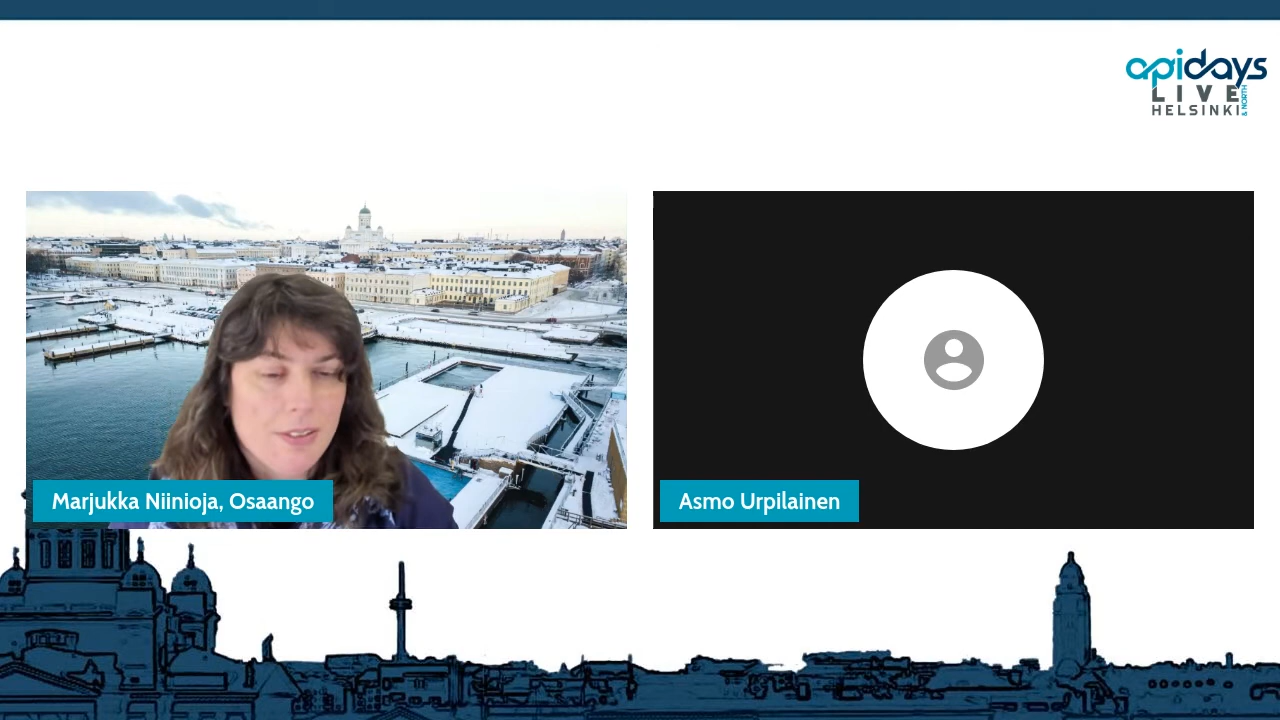 apidays
LIVE
HELSINKI
& NORTH
Marjukka Niinioja, Osaango
Asmo Urpilainen